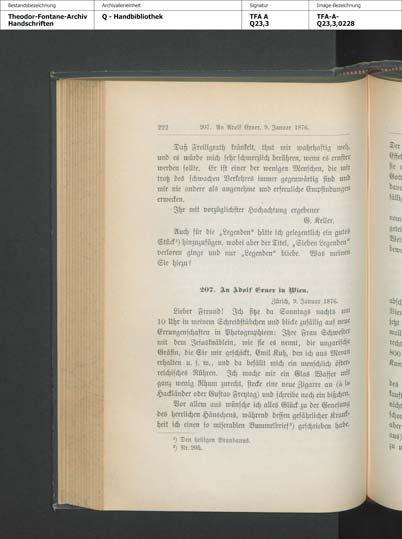 Bestandsbezeichnung
Theodor-Fontane-Archiv
Handschriften
Archivalieneinheit
Q - Handbibliothek
Signatur
TFA A
Q23,3
Image-Bezeichnung
TFA-A-
Q23,3,0228
222 207. An Adolf Exner, 9. Januar 1876.
Daß Freiligrath kränkelt, thut mir wahrhaftig weh,
und es würde mich sehr schmerzlich berühren, wenn es ernster
werden sollte. Er ist einer der wenigen Menschen, die mir
trotz des schwachen Verkehrs immer gegenwärtig sind und
mir nie andere als angenehme und erfreuliche Empfindungen
erwecken.
Ihr mit vorzüglichster Hochachtung ergebener
G. Keller.
Auch für die „Legenden“ hätte ich gelegentlich ein gutes
Stück¹) hinzuzufügen, wobei aber der Titel „Sieben Legenden“
verloren ginge und nur „Legenden“ bliebe. Was meinen
Sie hiezu?
207. An Adolf Exner in Wien.
Zürich, 9. Januar 1876.
Lieber Freund! Ich sitze da Sonntags nachts um
10 Uhr in meinem Schreibstübchen und blicke zufällig auf neue
Errungenschaften in Photographieen: Ihre Frau Schwester
mit dem wie sie es nennt, die ungarische
Gräfin, die Sie mir geschickt, Emil Kuh, den ich aus Meran
erhalten u. s. w., und da befällt mich ein menschlich öster-
reichisches Rühren. Ich mache mir ein Glas Wasser mit
ganz wenig Rhum zurecht, stecke eine neue Zigarre an (à la
Hackländer oder Gustav Freytag) und schreibe noch ein bißchen.
Vor allem aus wünsche ich alles Glück zu der Genesung
des herrlichen Hänschens, während dessen gefährlicher Krank-
heit ich einen so miserablen Bummelbrief²) geschrieben habe.
¹) Den heiligen Brandanus.
²) Nr.